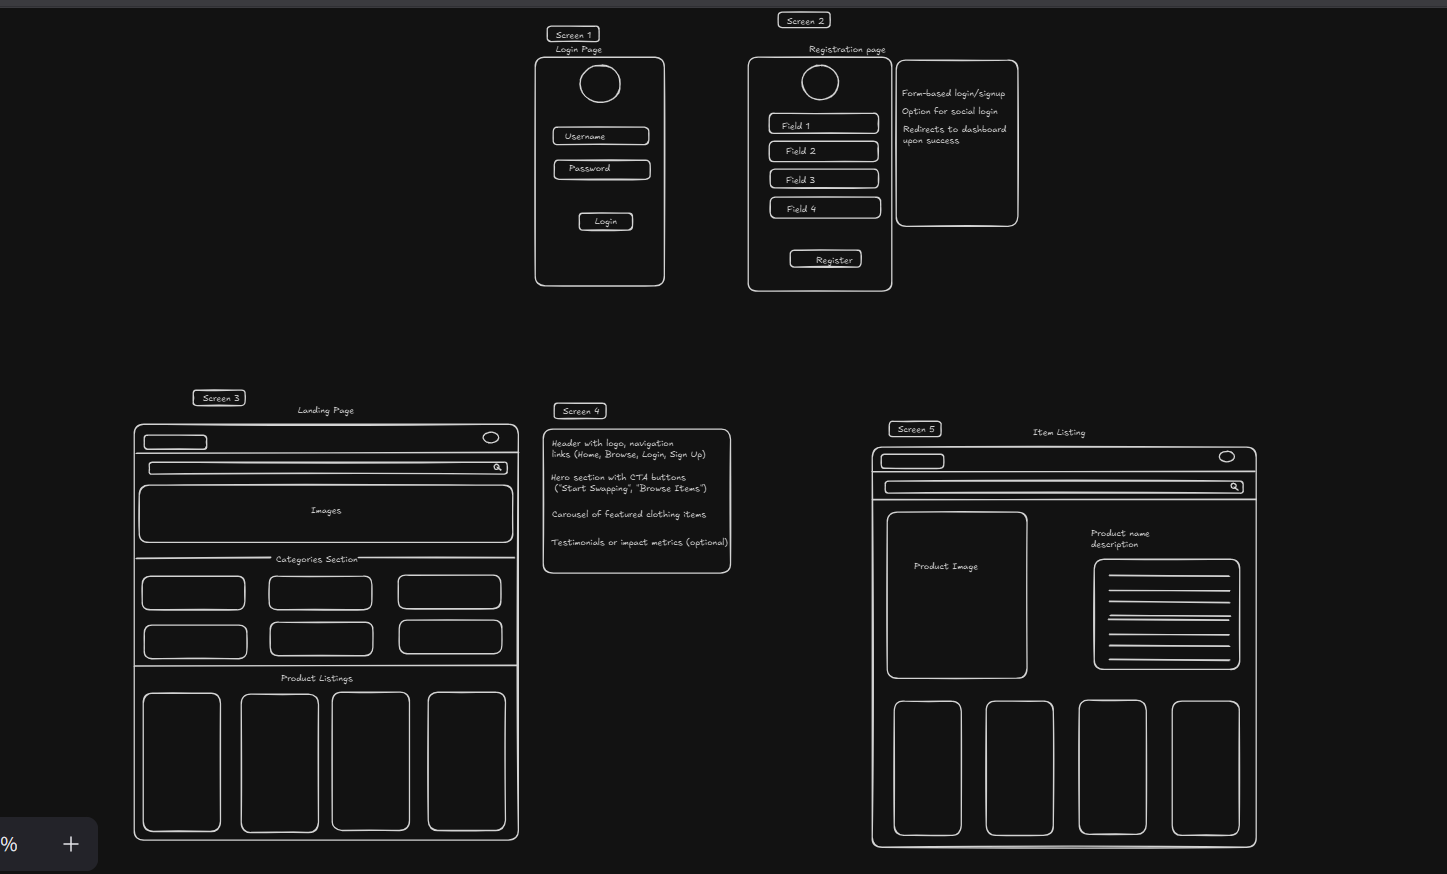 Screen 1
Login Page
Username
Password
Login
Screen 2
Registration page
Field 1
Field 2
Field 3
Field 4
Register
Form-based login/signup
Option for social login
Redirects to dashboard
upon success
Screen 3
Landing Page
Images
Categories Section
Product Listings
Screen 4
Header with logo, navigation
links (Home, Browse, Login, Sign Up)
Hero section with CTA buttons
("Start Swapping", "Browse Items")
Carousel of featured clothing items
Testimonials or impact metrics (optional)
Screen 5
Item Listing
Product Image
Product name
description
%
+